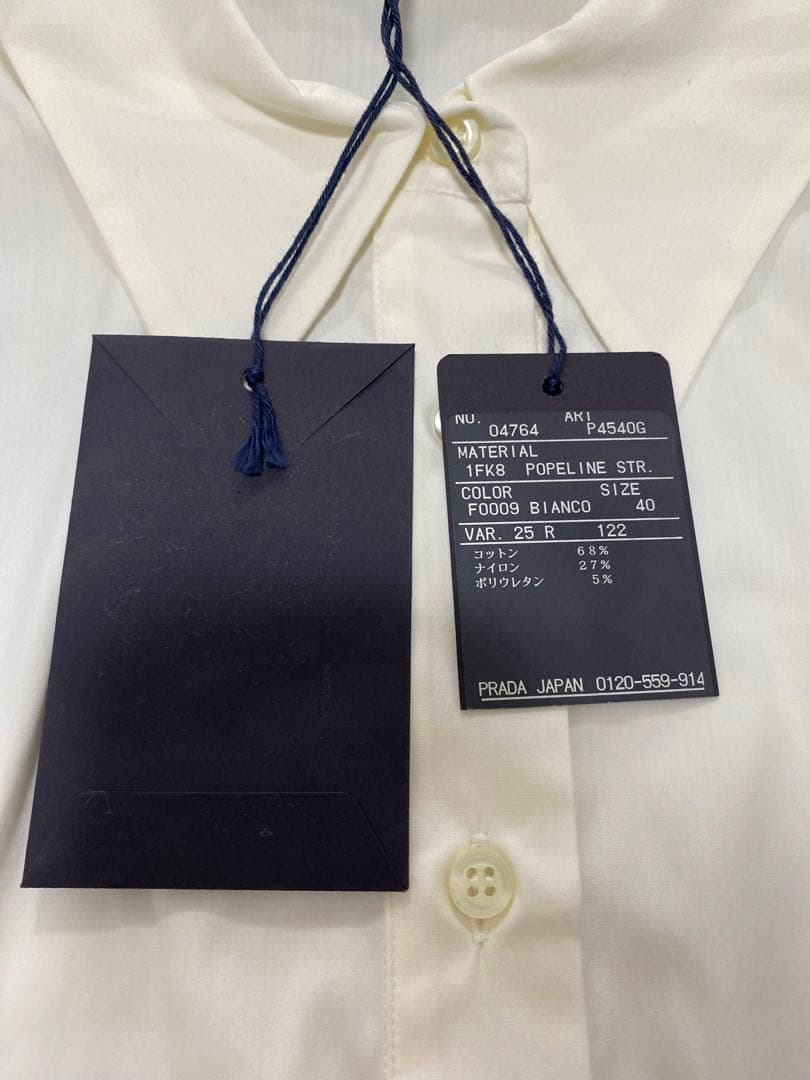 NO. ART
04764 P4540G
MATERIAL
1FK8 POPELINE STR.
COLOR SIZE
F0009 BIANCO 40
VAR. 25 R 122
コットン 68%
ナイロン 27%
ポリウレタン 5%
PRADA JAPAN 0120-559-914